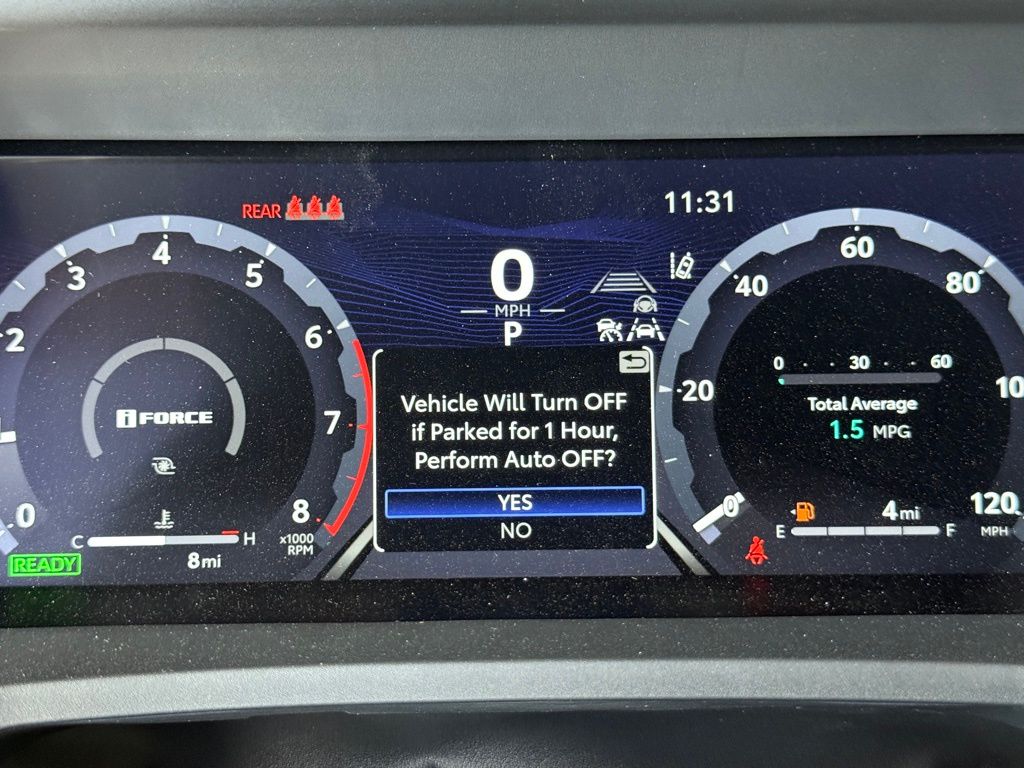 REAR
11:31
0
MPH
P
0
2
3
4
5
6
7
8
x1000
RPM
iFORCE
C
H
8mi
READY
Vehicle Will Turn OFF
if Parked for 1 Hour,
Perform Auto OFF?
YES
NO
0
20
40
60
80
10
120
MPH
0 30 60
Total Average
1.5 MPG
4mi
E
F